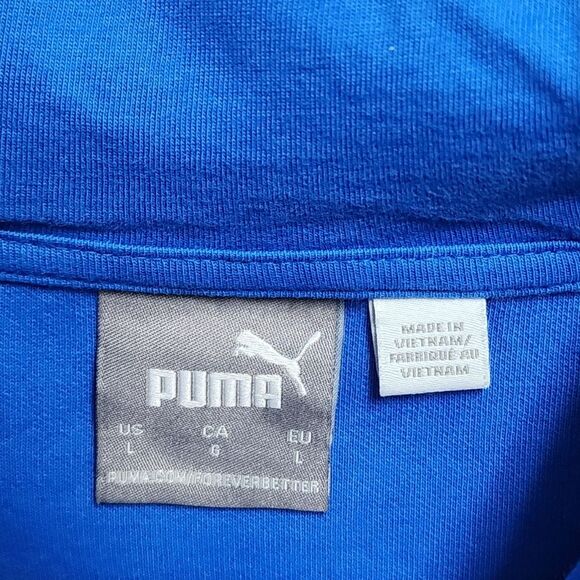 PUMA
US CA EU
L G L
PUMA.COM/FOREVERBETTER
MADE IN
VIETNAM/
FABRIQUÉ AU
VIETNAM